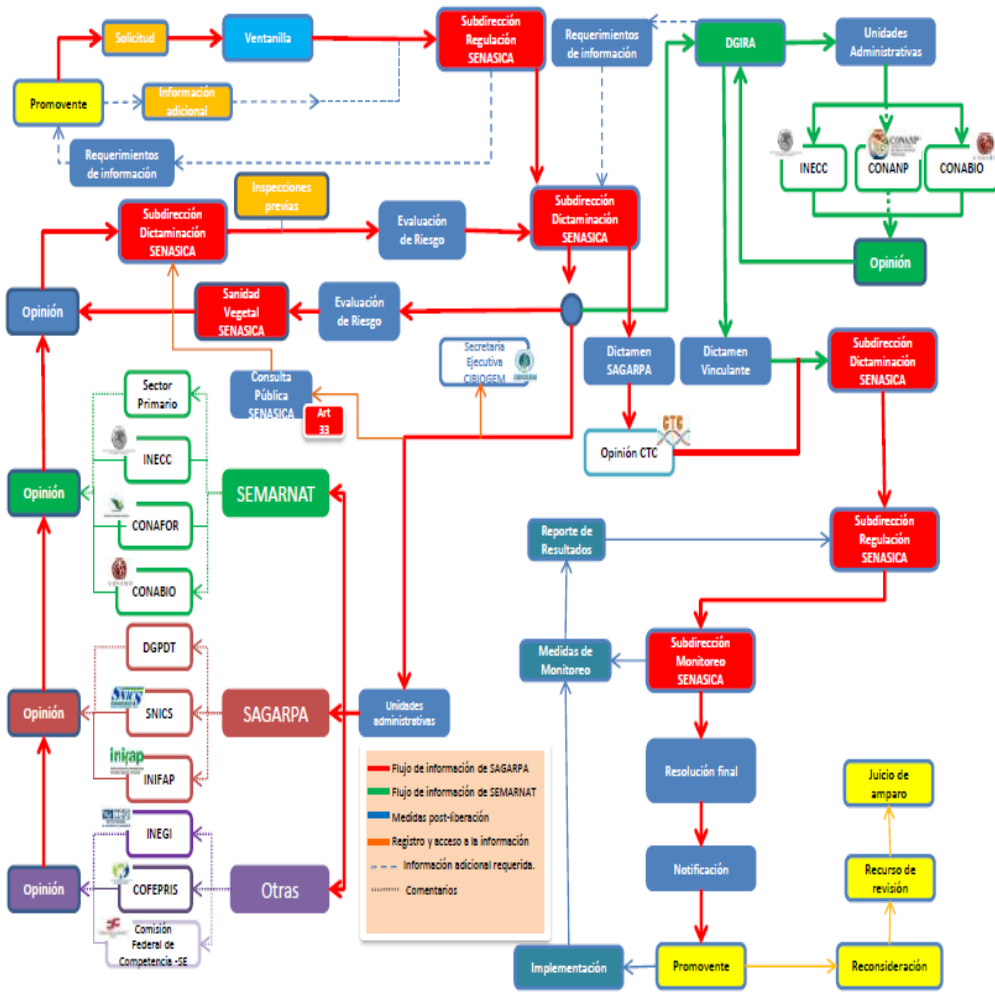 Solicitud
Ventanilla
Subdirección
Regulación
SENASICA
Requerimientos
de información
DGIRA
Unidades
Administrativas
Promovente
Información
adicional
Requerimientos
de información
INECC
CONANP
CONANP
CONABIO
Inspecciones
previas
Subdirección
Dictaminación
SENASICA
Evaluación
de Riesgo
Subdirección
Dictaminación
SENASICA
Opinión
Opinión
Sanidad
Vegetal
SENASICA
Evaluación
de Riesgo
Secretaria
Ejecutiva
CIBIOGEM
Dictamen
SAGARPA
Dictamen
Vinculante
Subdirección
Dictaminación
SENASICA
Consulta
Pública
SENASICA
Art
33
Sector
Primario
CTC
Opinión CTC
INECC
Opinión
SEMARNAT
CONAFOR
CONABIO
Reporte de
Resultados
Subdirección
Regulación
SENASICA
DGPDT
Medidas de
Monitoreo
Subdirección
Monitoreo
SENASICA
Opinión
SNICS
SNICS
SAGARPA
Unidades
administrativas
inifap
INIFAP
Flujo de información de SAGARPA
Flujo de información de SEMARNAT
Medidas post-liberación
Registro y acceso a la información
Información adicional requerida.
Comentarios
Resolución final
Juicio de
amparo
INEGI
INEGI
Opinión
COFEPRIS
Otras
Notificación
Recurso de
revisión
Comisión
Federal de
Competencia -SE
Implementación
Promovente
Reconsideración